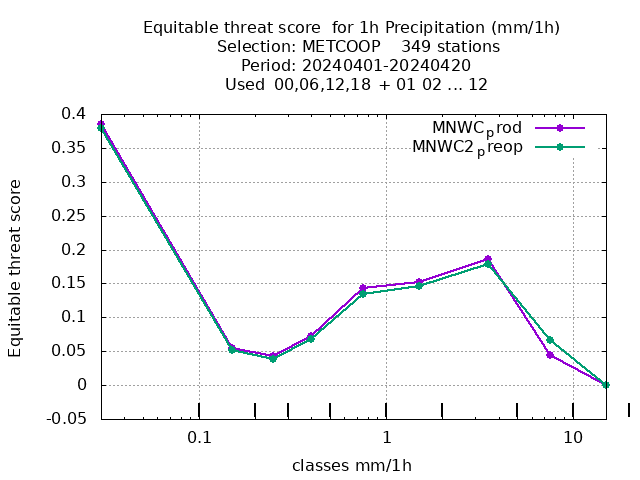 Equitable threat score  for 1h Precipitation (mm/1h)
Selection: METCOOP    349 stations
Period: 20240401-20240420
Used  00,06,12,18 + 01 02 ... 12
MNWCprod
MNWC2preop
0.4
0.35
0.3
0.25
0.2
0.15
0.1
0.05
0
-0.05
Equitable threat score
0.1 1 10
classes mm/1h